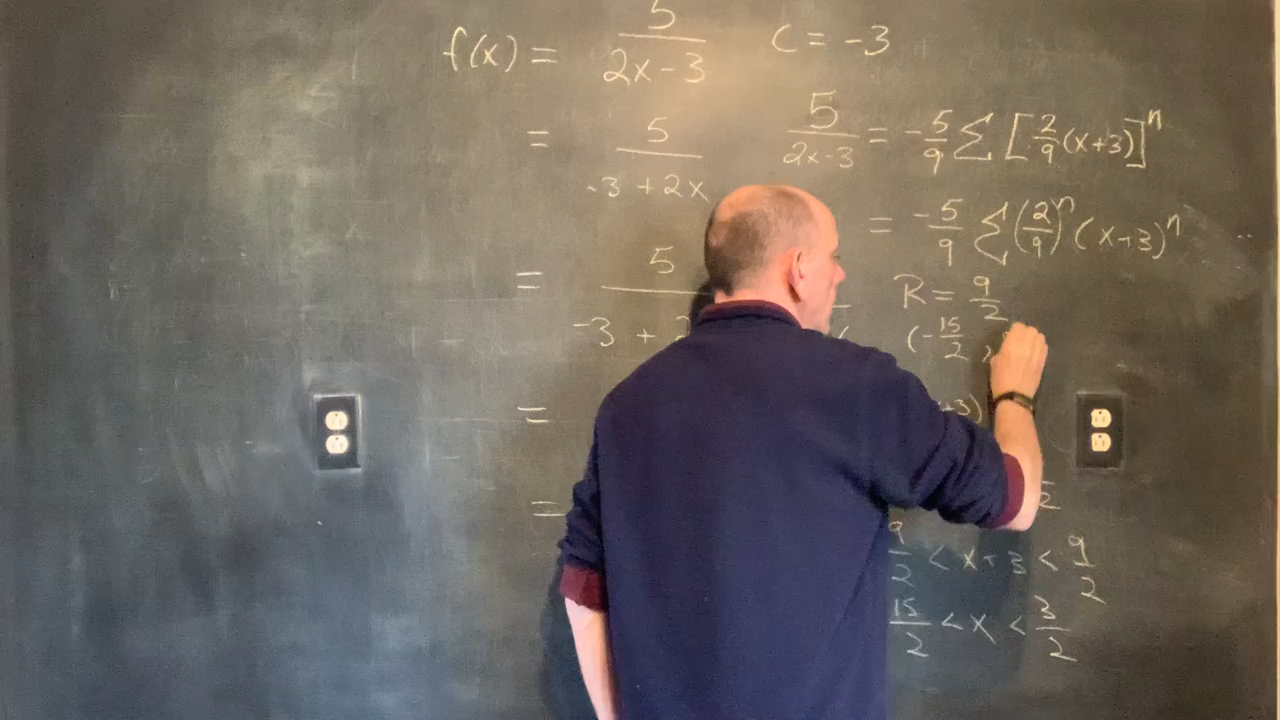 f(x) = 5/(2x-3) C = -3
= 5/(-3 + 2x)
= 5/
-3 +
=
=
5/(2x-3) = -5/9 Σ [2/9 (x+3)]^n
= -5/9 Σ (2/9)^n (x+3)^n
R = 9/2
(-15/2 ,
+3)
2
9/2 < x + 3 < 9/2
15/2 < x < 3/2